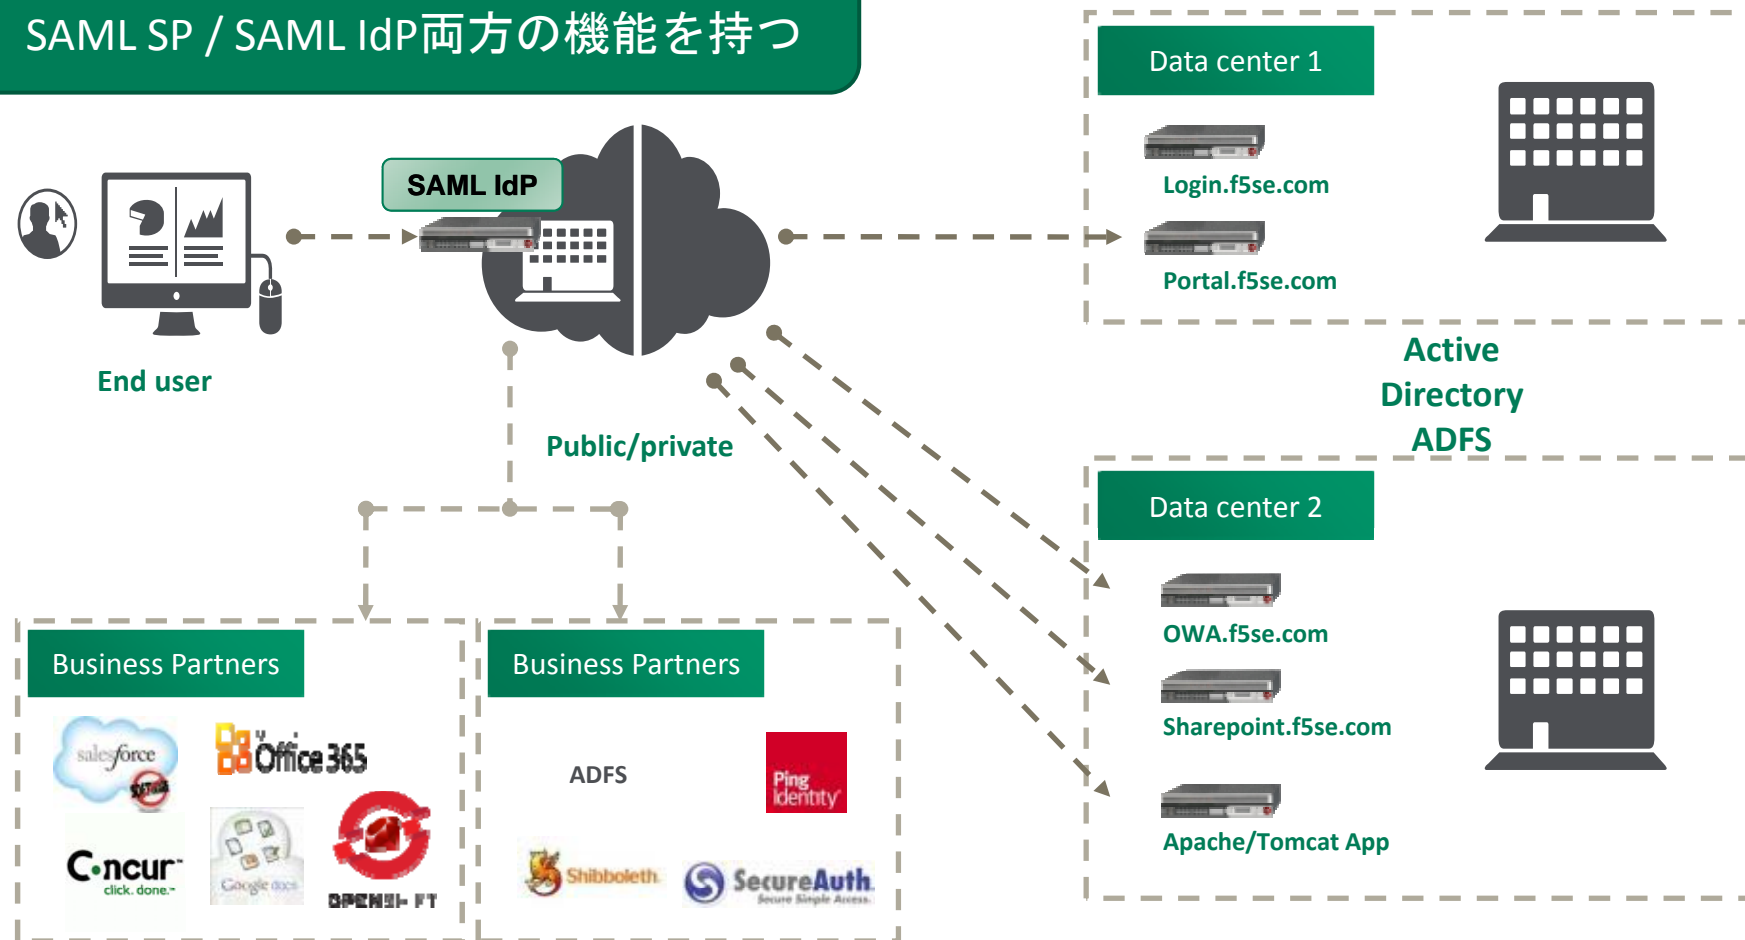 SAML SP / SAML IdP両方の機能を持つ
Data center 1
SAML IdP
Login.f5se.com
Portal.f5se.com
End user
Active
Directory
ADFS
Public/private
Data center 2
OWA.f5se.com
Sharepoint.f5se.com
Apache/Tomcat App
Business Partners
salesforce
Office 365
Concur
click. done.™
Google docs
Business Partners
ADFS
Ping
Identity
Shibboleth.
SecureAuth
Secure Simple Access.